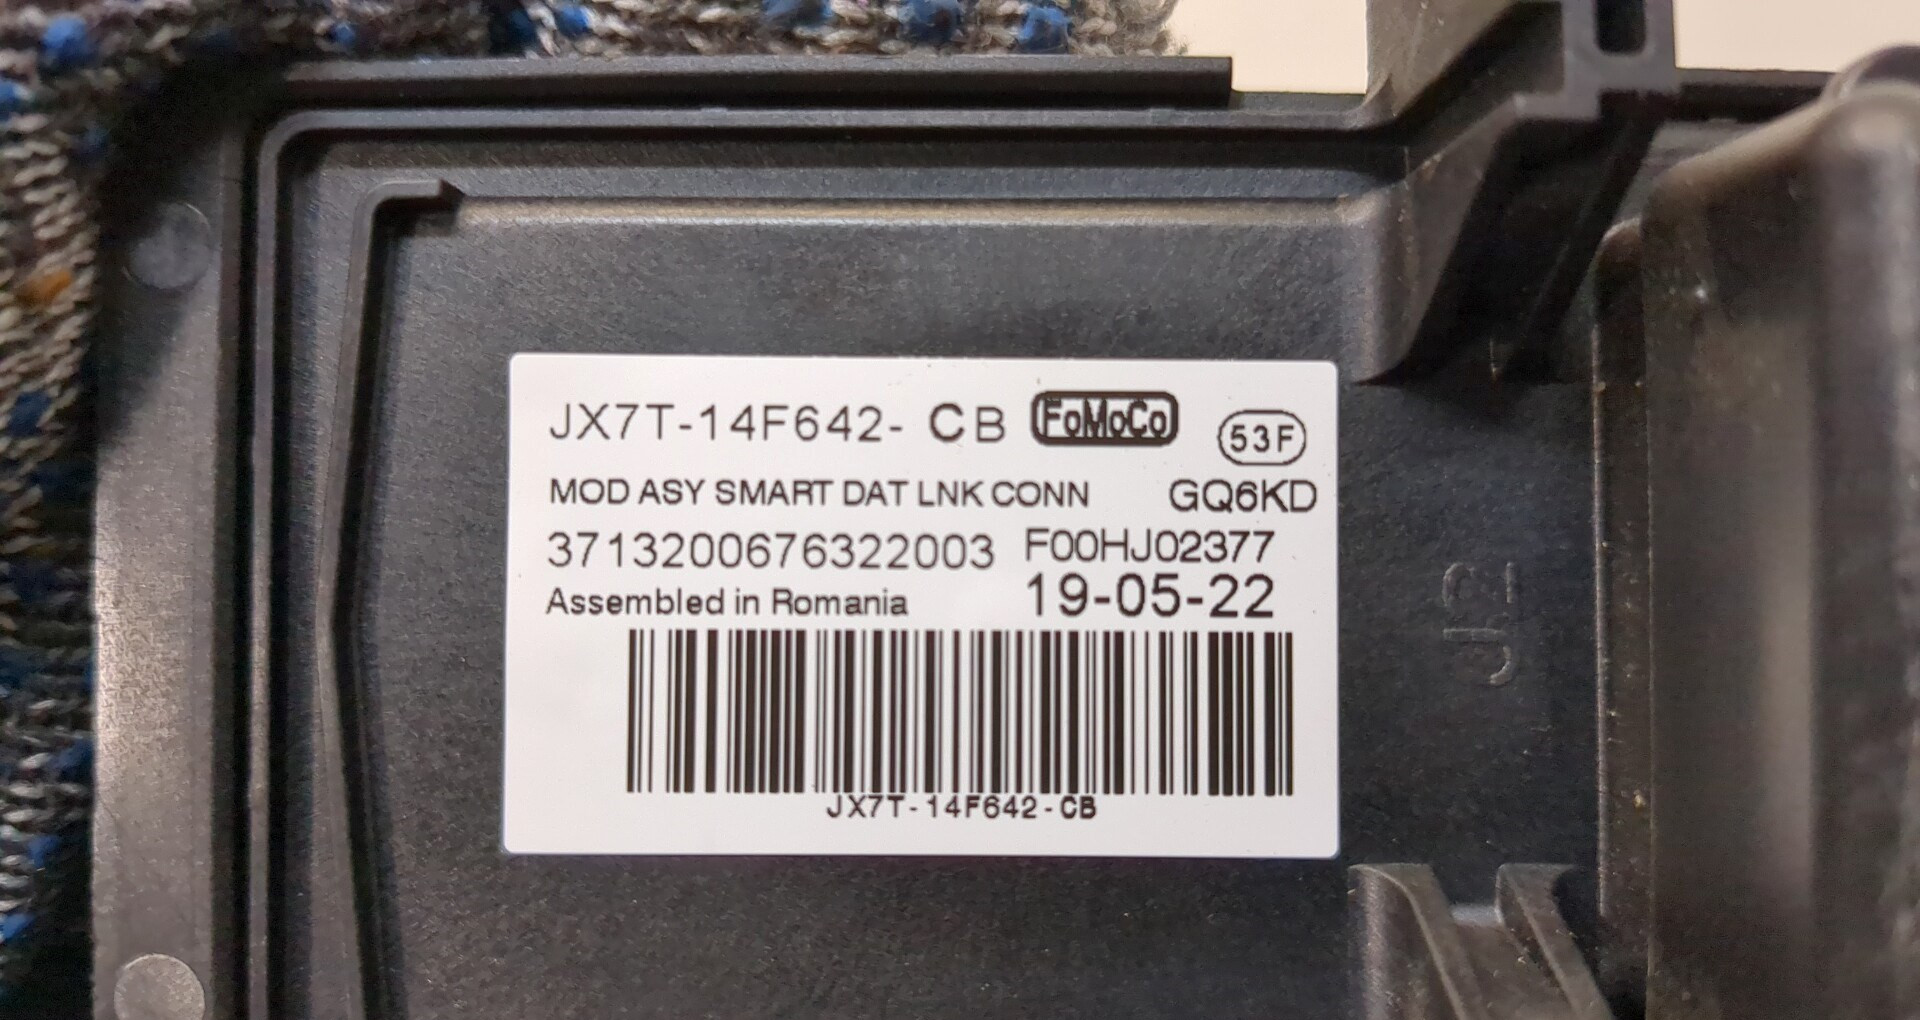 JX7T-14F642- CB FoMoCo 53F
MOD ASY SMART DAT LNK CONN GQ6KD
3713200676322003 F00HJ02377
Assembled in Romania 19-05-22
JX7T-14F642-CB
J2